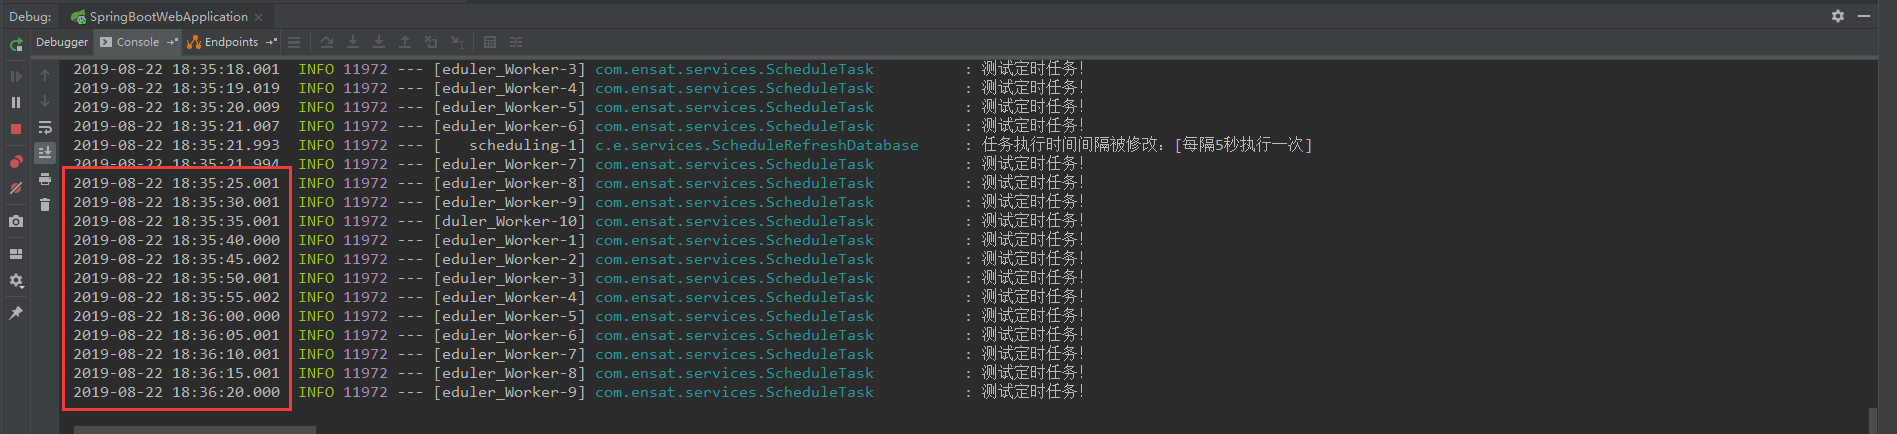 Debug: SpringBootWebApplication
Debugger Console Endpoints
2019-08-22 18:35:18.001 INFO 11972 --- [eduler_Worker-3] com.ensat.services.ScheduleTask : 测试定时任务!
2019-08-22 18:35:19.019 INFO 11972 --- [eduler_Worker-4] com.ensat.services.ScheduleTask : 测试定时任务!
2019-08-22 18:35:20.009 INFO 11972 --- [eduler_Worker-5] com.ensat.services.ScheduleTask : 测试定时任务!
2019-08-22 18:35:21.007 INFO 11972 --- [eduler_Worker-6] com.ensat.services.ScheduleTask : 测试定时任务!
2019-08-22 18:35:21.993 INFO 11972 --- [   scheduling-1] c.e.services.ScheduleRefreshDatabase : 任务执行时间间隔被修改：[每隔5秒执行一次]
2019-08-22 18:35:21.994 INFO 11972 --- [eduler_Worker-7] com.ensat.services.ScheduleTask : 测试定时任务!
2019-08-22 18:35:25.001 INFO 11972 --- [eduler_Worker-8] com.ensat.services.ScheduleTask : 测试定时任务!
2019-08-22 18:35:30.001 INFO 11972 --- [eduler_Worker-9] com.ensat.services.ScheduleTask : 测试定时任务!
2019-08-22 18:35:35.001 INFO 11972 --- [duler_Worker-10] com.ensat.services.ScheduleTask : 测试定时任务!
2019-08-22 18:35:40.000 INFO 11972 --- [eduler_Worker-1] com.ensat.services.ScheduleTask : 测试定时任务!
2019-08-22 18:35:45.002 INFO 11972 --- [eduler_Worker-2] com.ensat.services.ScheduleTask : 测试定时任务!
2019-08-22 18:35:50.001 INFO 11972 --- [eduler_Worker-3] com.ensat.services.ScheduleTask : 测试定时任务!
2019-08-22 18:35:55.002 INFO 11972 --- [eduler_Worker-4] com.ensat.services.ScheduleTask : 测试定时任务!
2019-08-22 18:36:00.000 INFO 11972 --- [eduler_Worker-5] com.ensat.services.ScheduleTask : 测试定时任务!
2019-08-22 18:36:05.001 INFO 11972 --- [eduler_Worker-6] com.ensat.services.ScheduleTask : 测试定时任务!
2019-08-22 18:36:10.001 INFO 11972 --- [eduler_Worker-7] com.ensat.services.ScheduleTask : 测试定时任务!
2019-08-22 18:36:15.001 INFO 11972 --- [eduler_Worker-8] com.ensat.services.ScheduleTask : 测试定时任务!
2019-08-22 18:36:20.000 INFO 11972 --- [eduler_Worker-9] com.ensat.services.ScheduleTask : 测试定时任务!